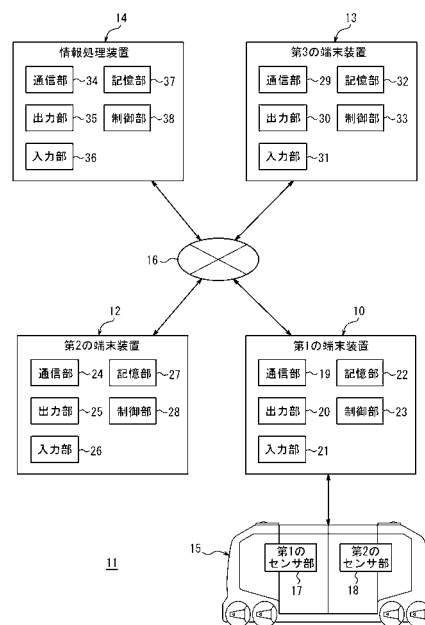 14
情報処理装置
通信部 34
記憶部 37
出力部 35
制御部 38
入力部 36
13
第3の端末装置
通信部 29
記憶部 32
出力部 30
制御部 33
入力部 31
16
12
第2の端末装置
通信部 24
記憶部 27
出力部 25
制御部 28
入力部 26
10
第1の端末装置
通信部 19
記憶部 22
出力部 20
制御部 23
入力部 21
11
15
第1の
センサ部
17
第2の
センサ部
18